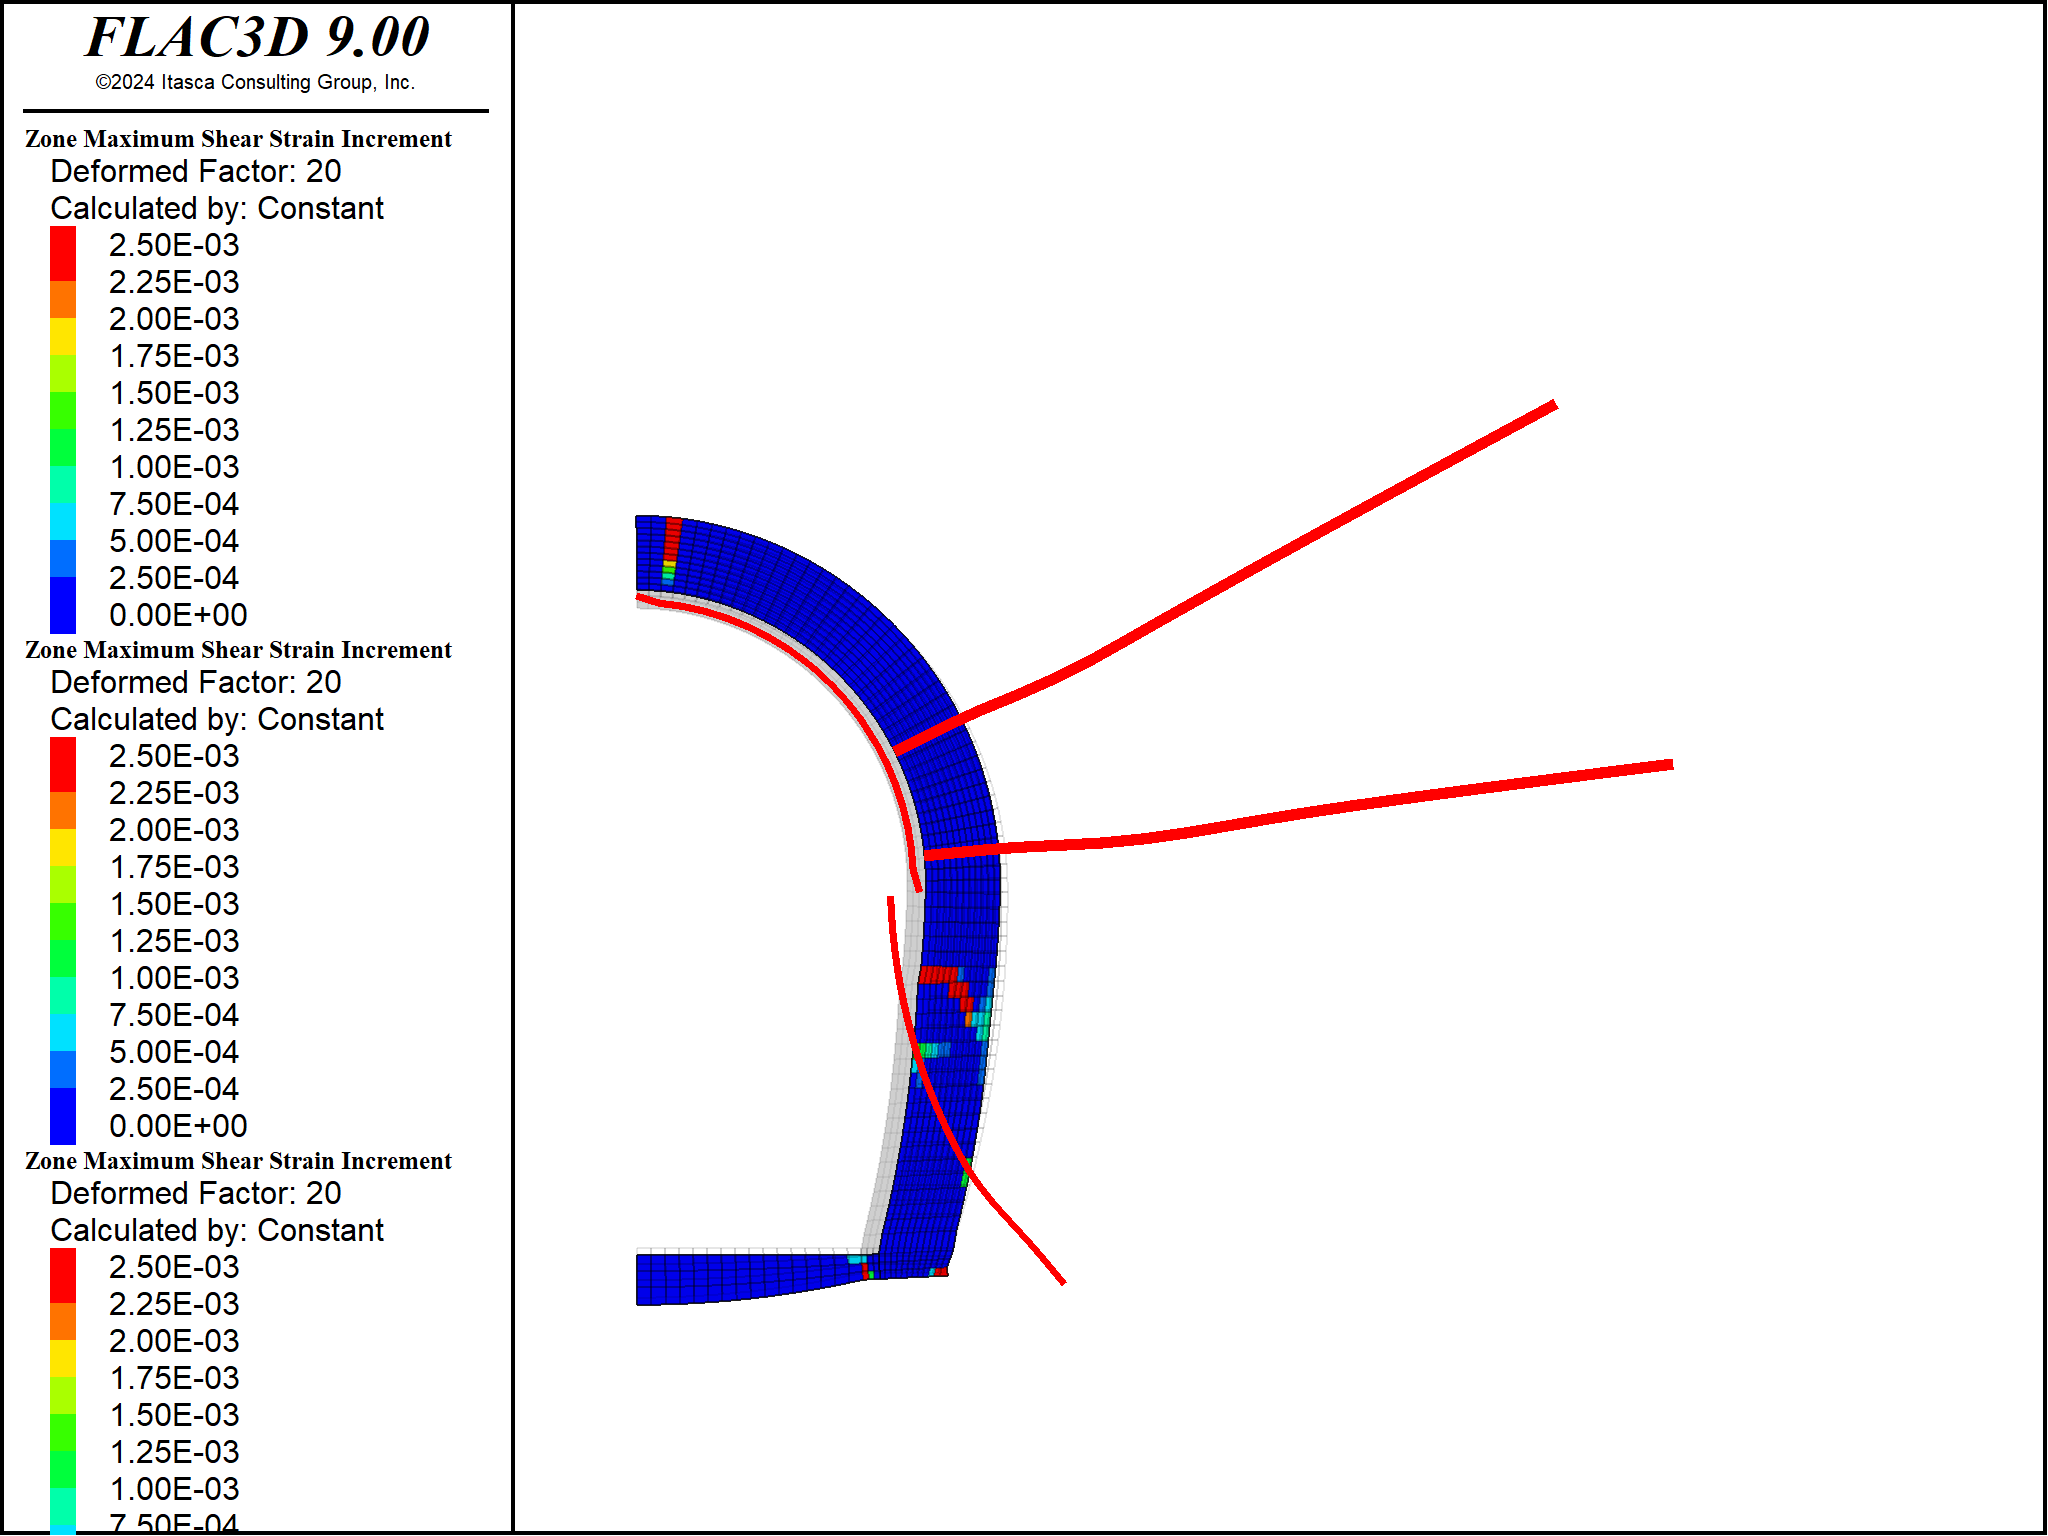 FLAC3D 9.00
©2024 Itasca Consulting Group, Inc.
Zone Maximum Shear Strain Increment
Deformed Factor: 20
Calculated by: Constant
2.50E-03
2.25E-03
2.00E-03
1.75E-03
1.50E-03
1.25E-03
1.00E-03
7.50E-04
5.00E-04
2.50E-04
0.00E+00
Zone Maximum Shear Strain Increment
Deformed Factor: 20
Calculated by: Constant
2.50E-03
2.25E-03
2.00E-03
1.75E-03
1.50E-03
1.25E-03
1.00E-03
7.50E-04
5.00E-04
2.50E-04
0.00E+00
Zone Maximum Shear Strain Increment
Deformed Factor: 20
Calculated by: Constant
2.50E-03
2.25E-03
2.00E-03
1.75E-03
1.50E-03
1.25E-03
1.00E-03
7.50E-04